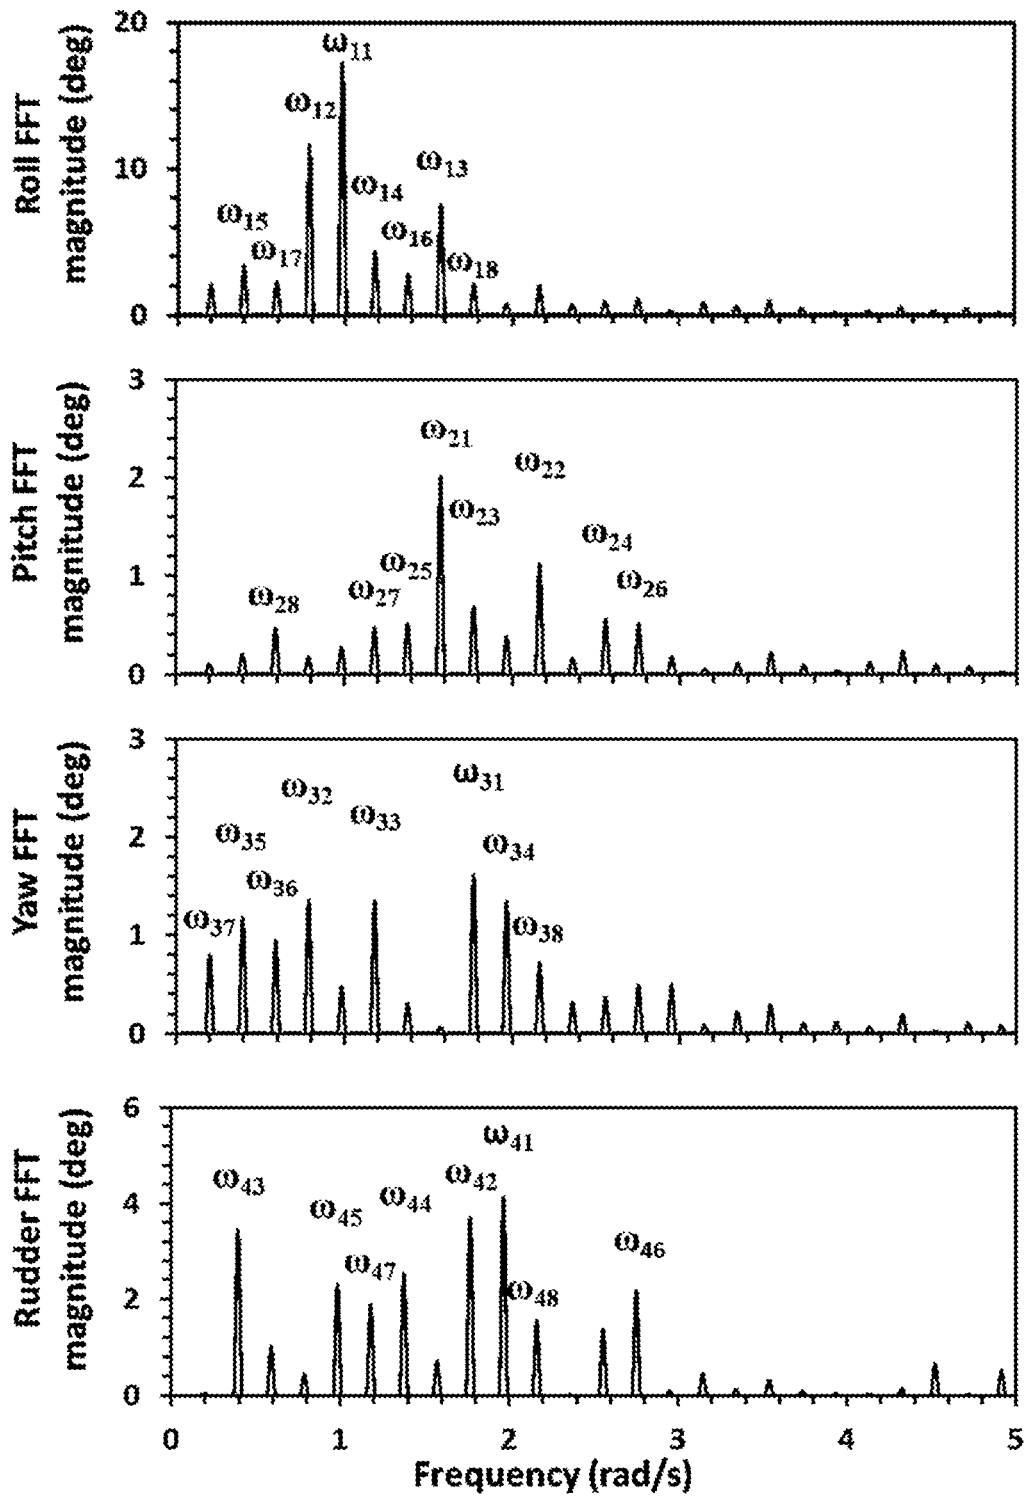 Roll FFT
magnitude (deg)
20
10
0
ω11
ω12
ω13
ω14
ω15
ω16
ω17
ω18
Pitch FFT
magnitude (deg)
3
2
1
0
ω21
ω22
ω23
ω24
ω25
ω26
ω27
ω28
Yaw FFT
magnitude (deg)
3
2
1
0
ω31
ω32
ω33
ω35
ω34
ω36
ω37
ω38
Rudder FFT
magnitude (deg)
6
4
2
0
ω41
ω42
ω43
ω44
ω45
ω46
ω47
ω48
0 1 2 3 4 5
Frequency (rad/s)